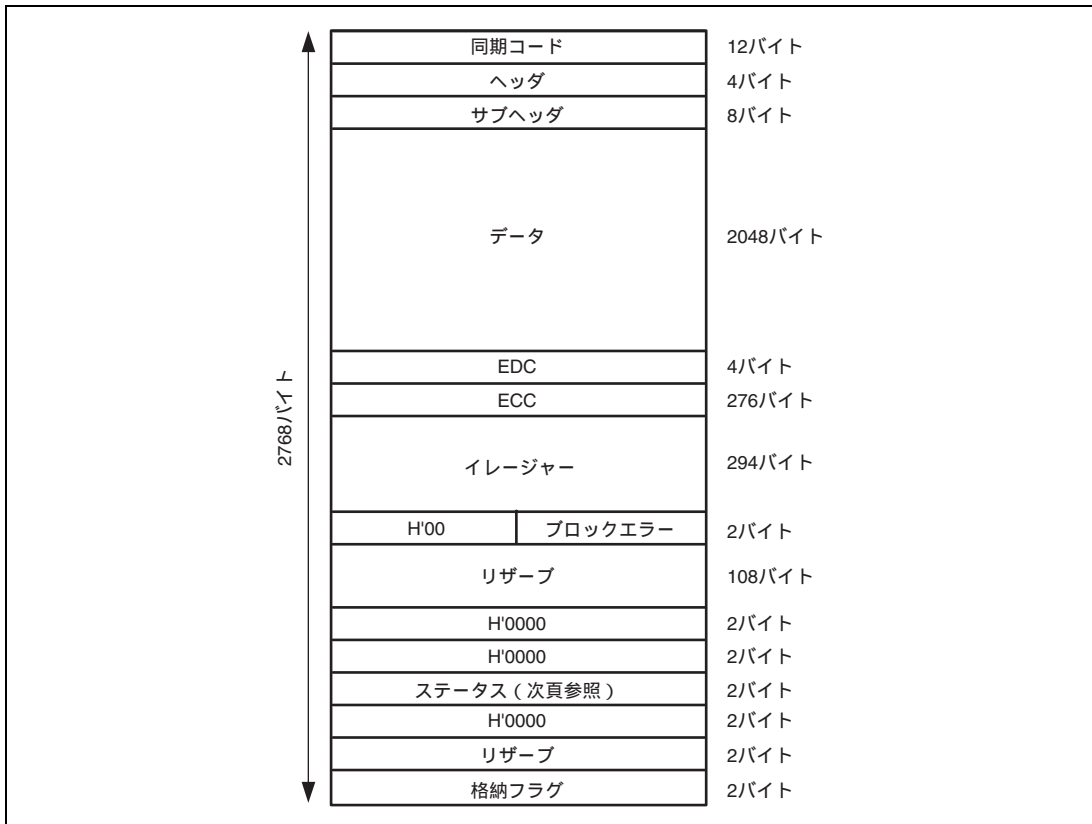 同期コード 12バイト
ヘッダ 4バイト
サブヘッダ 8バイト
データ 2048バイト
EDC 4バイト
ECC 276バイト
2768バイト
イレージャー 294バイト
H'00 ブロックエラー 2バイト
リザーブ 108バイト
H'0000 2バイト
H'0000 2バイト
ステータス（次頁参照） 2バイト
H'0000 2バイト
リザーブ 2バイト
格納フラグ 2バイト